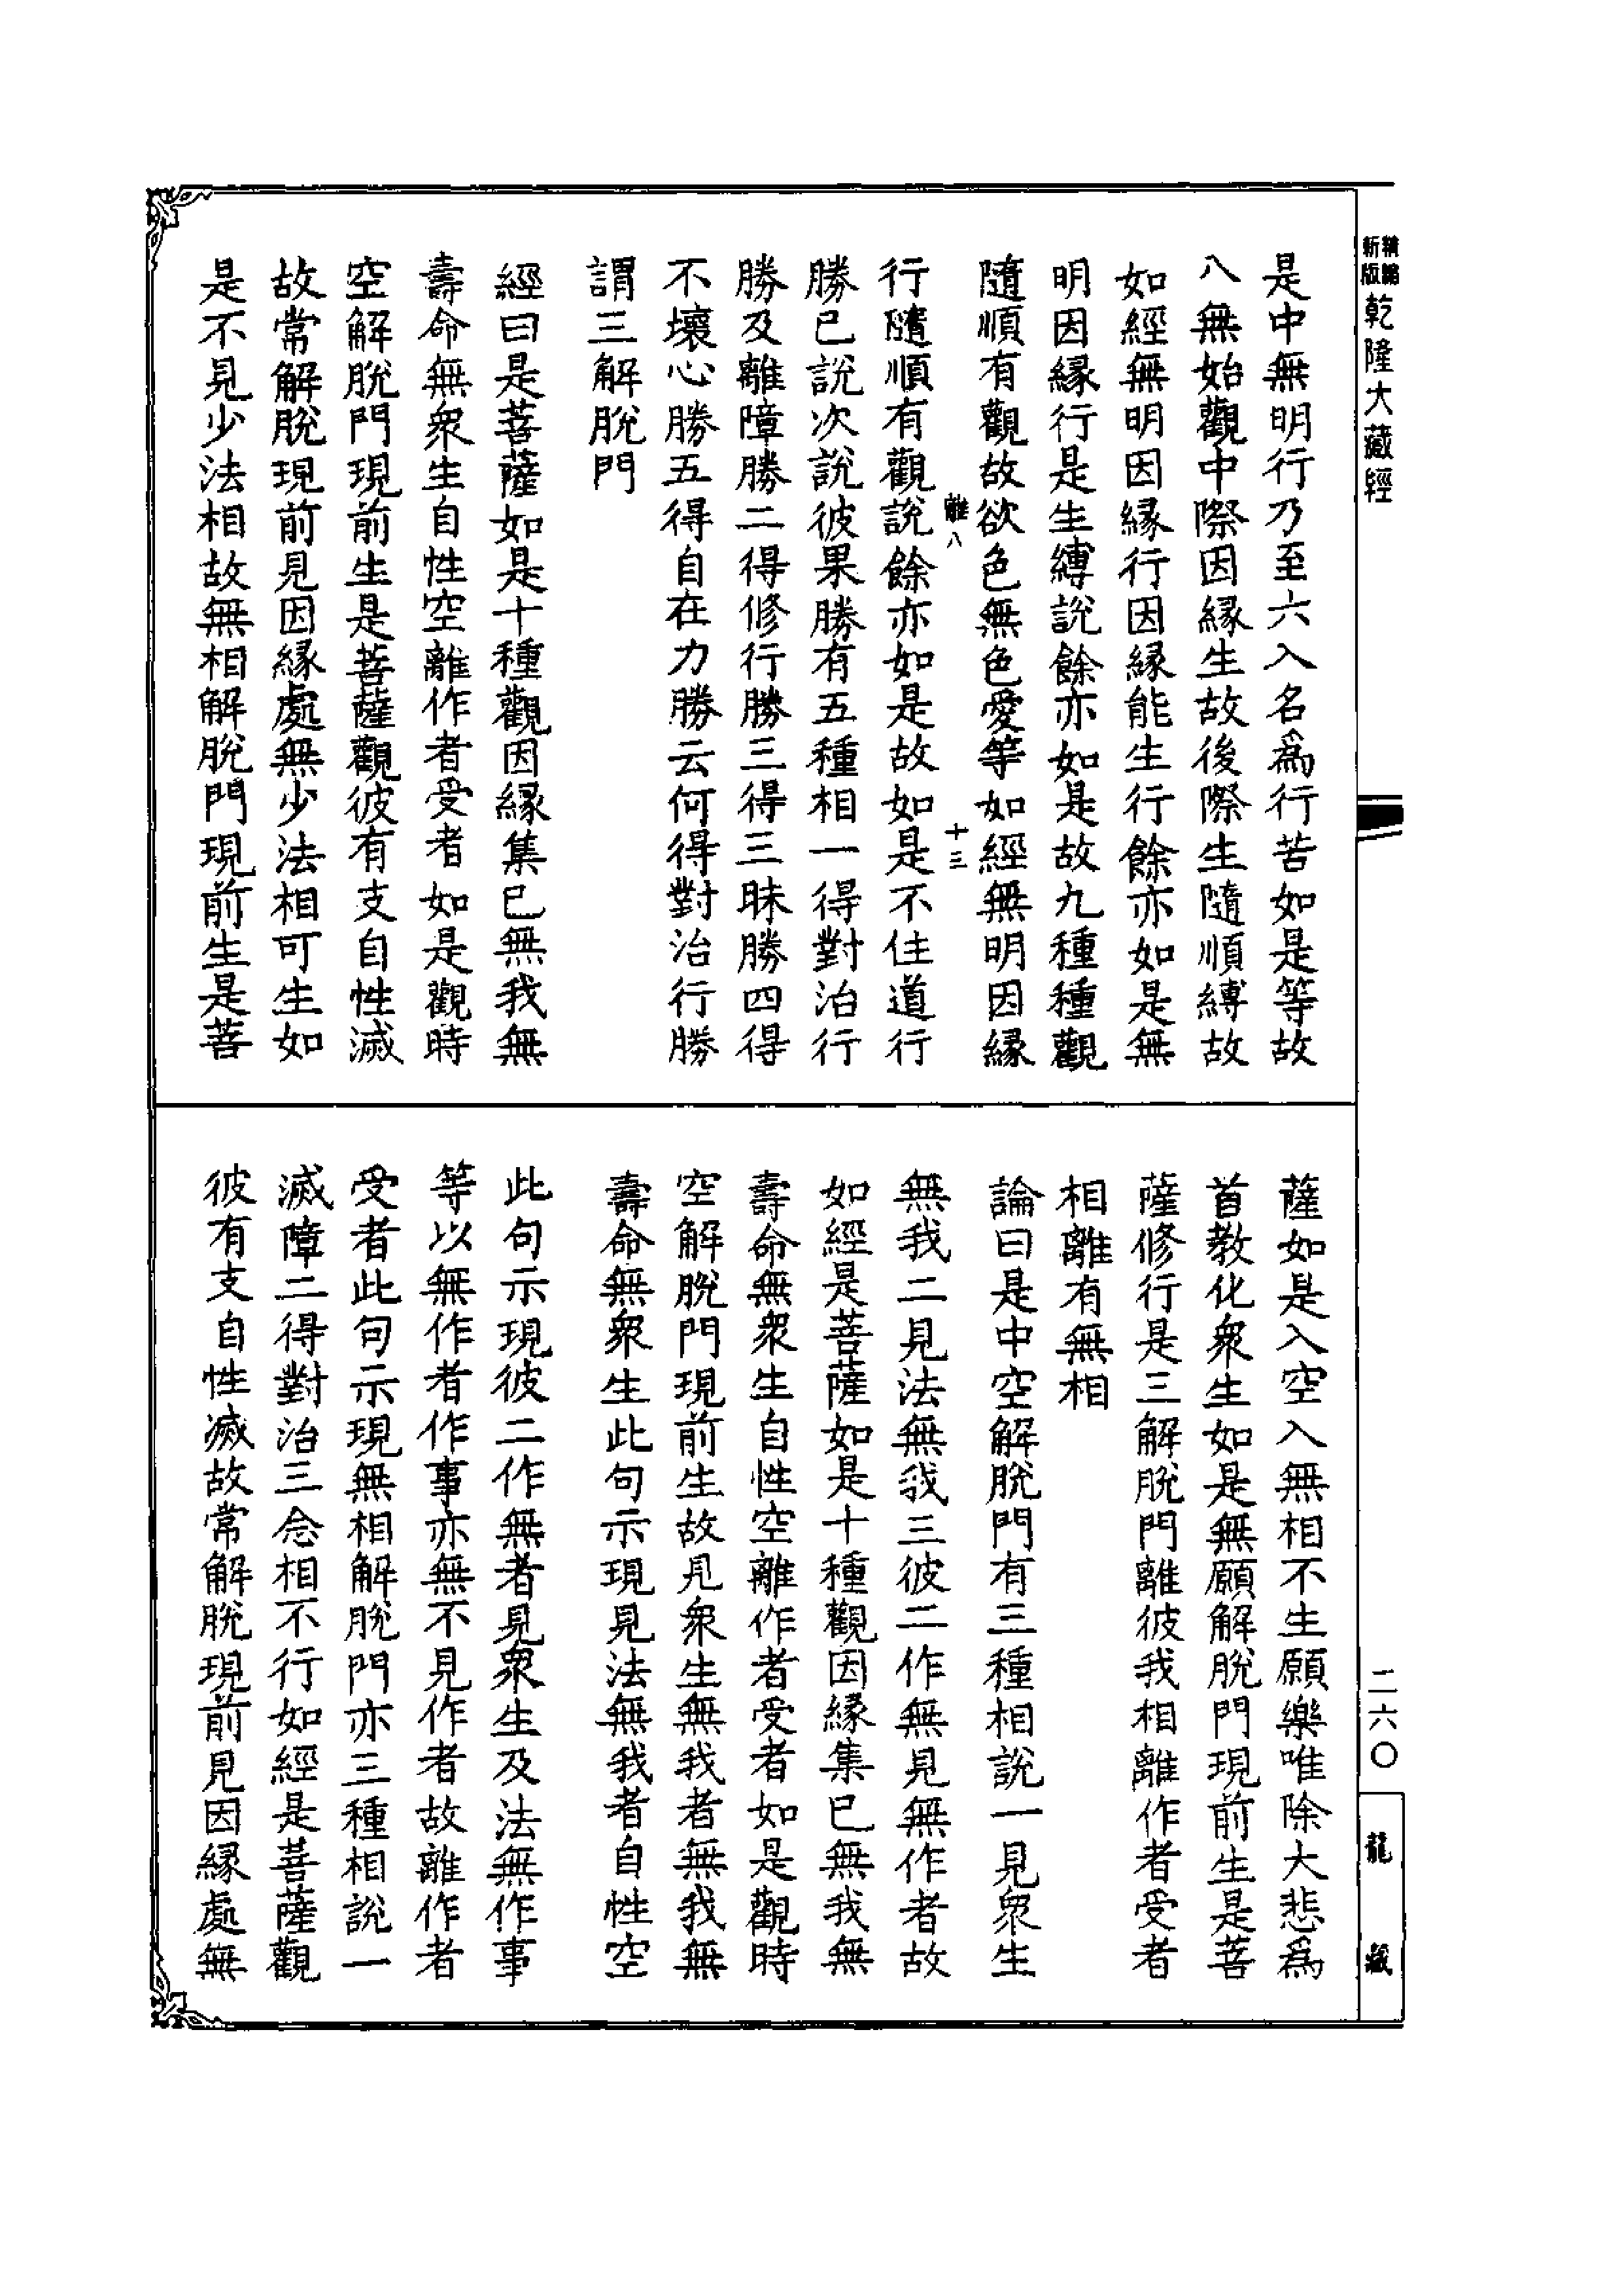 新編
新版
乾隆大藏經
是中無明行乃至六入名為行苦如是等故
八無始觀中際因緣生故後際生隨順縛故
如經無明因緣行因緣能生行餘亦如是無
明因緣行是生縛說餘亦如是故九種種觀
隨順有觀故欲色無色愛等如經無明因緣
離八
十三
行隨順有觀說餘亦如是故如是不住道行
勝已說次說彼果勝有五種相一得對治行
勝及離障勝二得修行勝三得三昧勝四得
不壞心勝五得自在力勝云何得對治行勝
謂三解脫門
經曰是菩薩如是十種觀因緣集已無我無
壽命無眾生自性空離作者受者如是觀時
空解脫門現前生是菩薩觀彼有支自性滅
故常解脫現前見因緣處無少法相可生如
是不見少法相故無相解脫門現前生是菩
薩如是入空入無相不生願樂唯除大悲為
首教化眾生如是無願解脫門現前生是菩
薩修行是三解脫門離彼我相離作者受者
相離有無相
論曰是中空解脫門有三種相說一見眾生
無我二見法無我三彼二作無見無作者故
如經是菩薩如是十種觀因緣集已無我無
壽命無眾生自性空離作者受者如是觀時
空解脫門現前生故見眾生無我者無我無
壽命無眾生此句示現見法無我者自性空
此句示現彼二作無者見眾生及法無作事
等以無作者作事亦無不見作者故離作者
受者此句示現無相解脫門亦三種相說一
滅障二得對治三念相不行如經是菩薩觀
彼有支自性滅故常解脫現前見因緣處無
二六〇
龍藏